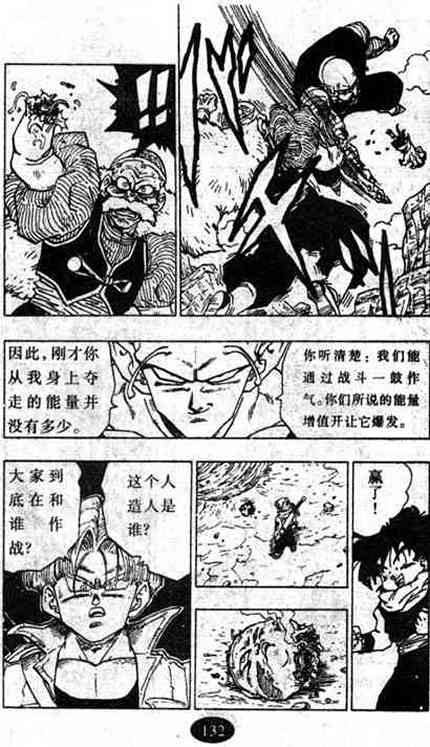 !!
你听清楚：我们能
通过战斗一鼓作
气。你们所说的能量
增值开让它爆发。
因此，刚才你
从我身上夺
走的能量并
没有多少。
赢了！
这个人
造人是
谁？
大家到
底在和
谁作
战？
132